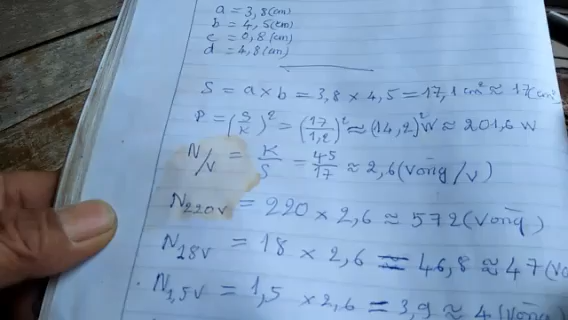 a = 3,8(cm)
b = 4,5(cm)
c = 0,8(cm)
d = 4,8(cm)
S = a x b = 3,8 x 4,5 = 17,1 cm² ≈ 17(cm²)
P = (S/K)² = (17/1,2)² ≈ (14,2)²W ≈ 201,6 W
N/V = K/S = 45/17 ≈ 2,6(vòng/v)
N220V = 220 x 2,6 ≈ 572(vòng)
N18V = 18 x 2,6 = 46,8 ≈ 47(vò
N1,5V = 1,5 x 2,6 = 3,9 ≈ 4(vòng)